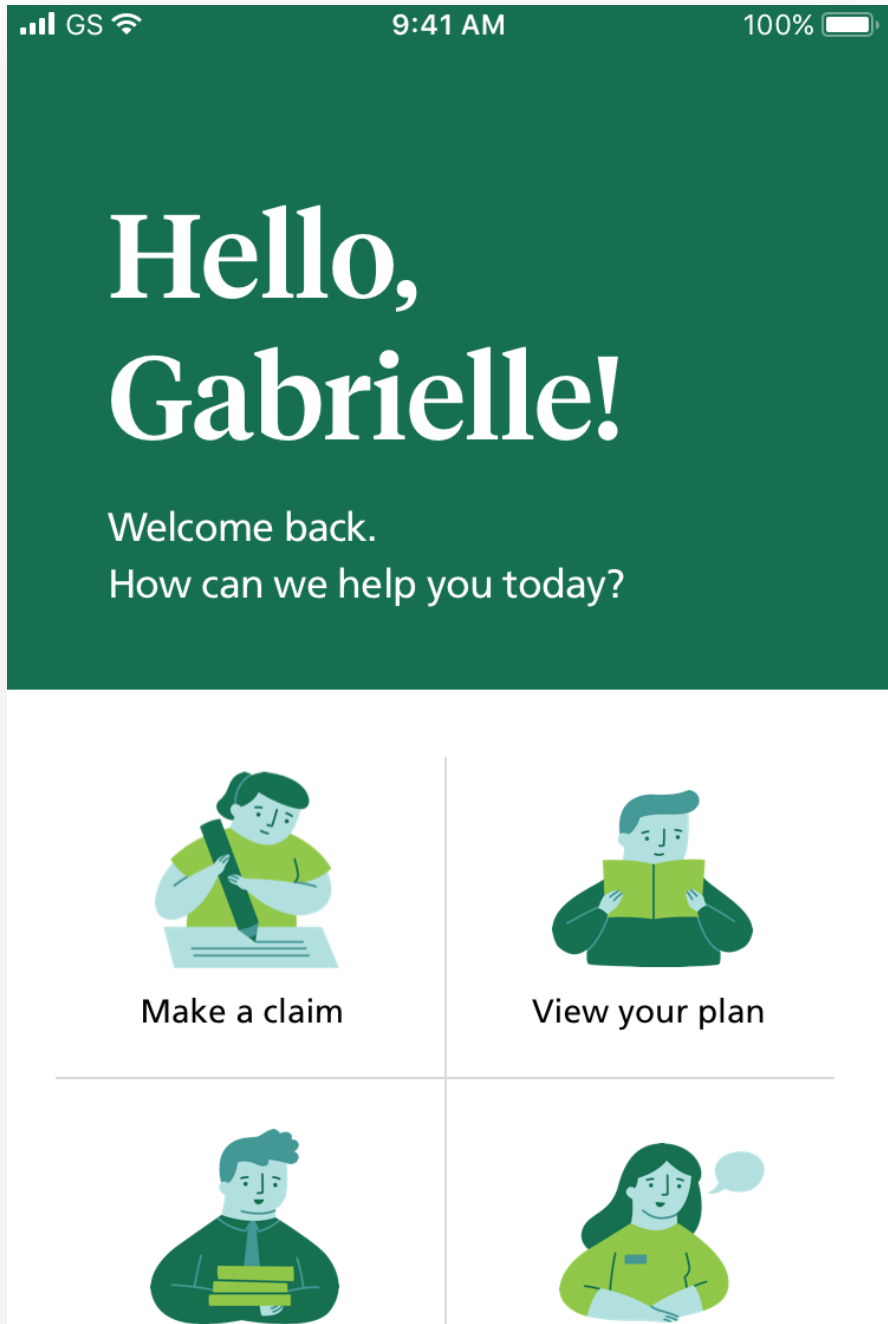 GS 9:41 AM 100%
Hello,
Gabrielle!
Welcome back.
How can we help you today?
Make a claim View your plan